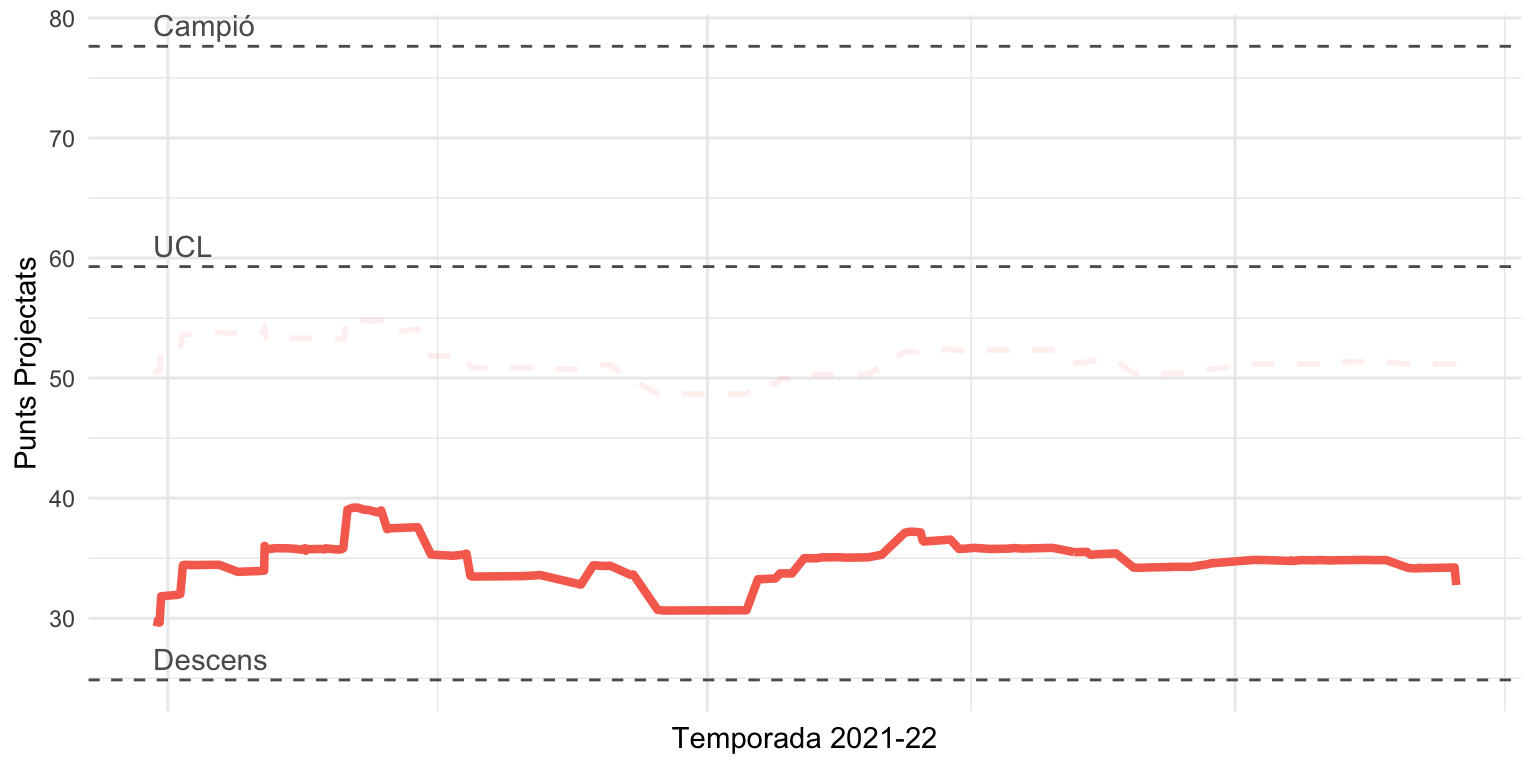 80
Campió
70
UCL
60
50
40
30
Descens
Punts Projectats
Temporada 2021-22